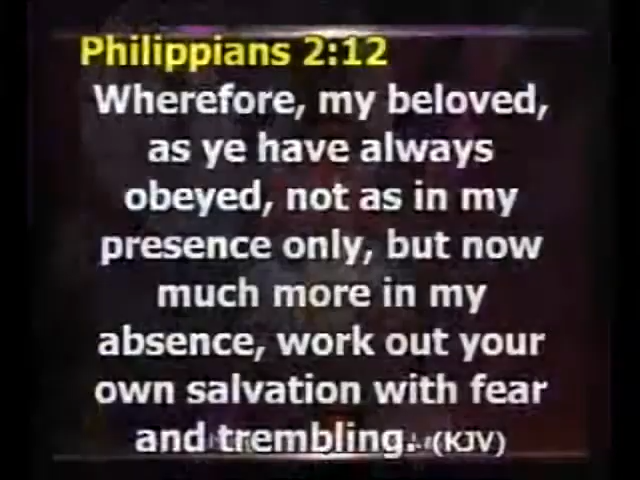 Philippians 2:12
Wherefore, my beloved,
as ye have always
obeyed, not as in my
presence only, but now
much more in my
absence, work out your
own salvation with fear
and trembling. (KJV)